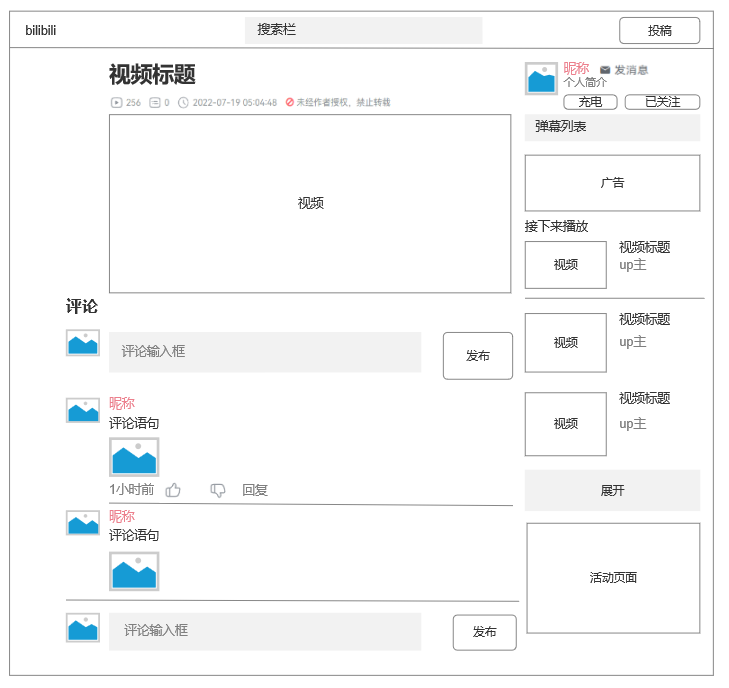 bilibili
搜索栏
投稿
视频标题
256 0 2022-07-19 05:04:48 未经作者授权，禁止转载
视频
昵称 发消息
个人简介
充电 已关注
弹幕列表
广告
接下来播放
视频
视频标题
up主
视频
视频标题
up主
视频
视频标题
up主
展开
活动页面
评论
评论输入框
发布
昵称
评论语句
1小时前 回复
昵称
评论语句
评论输入框
发布